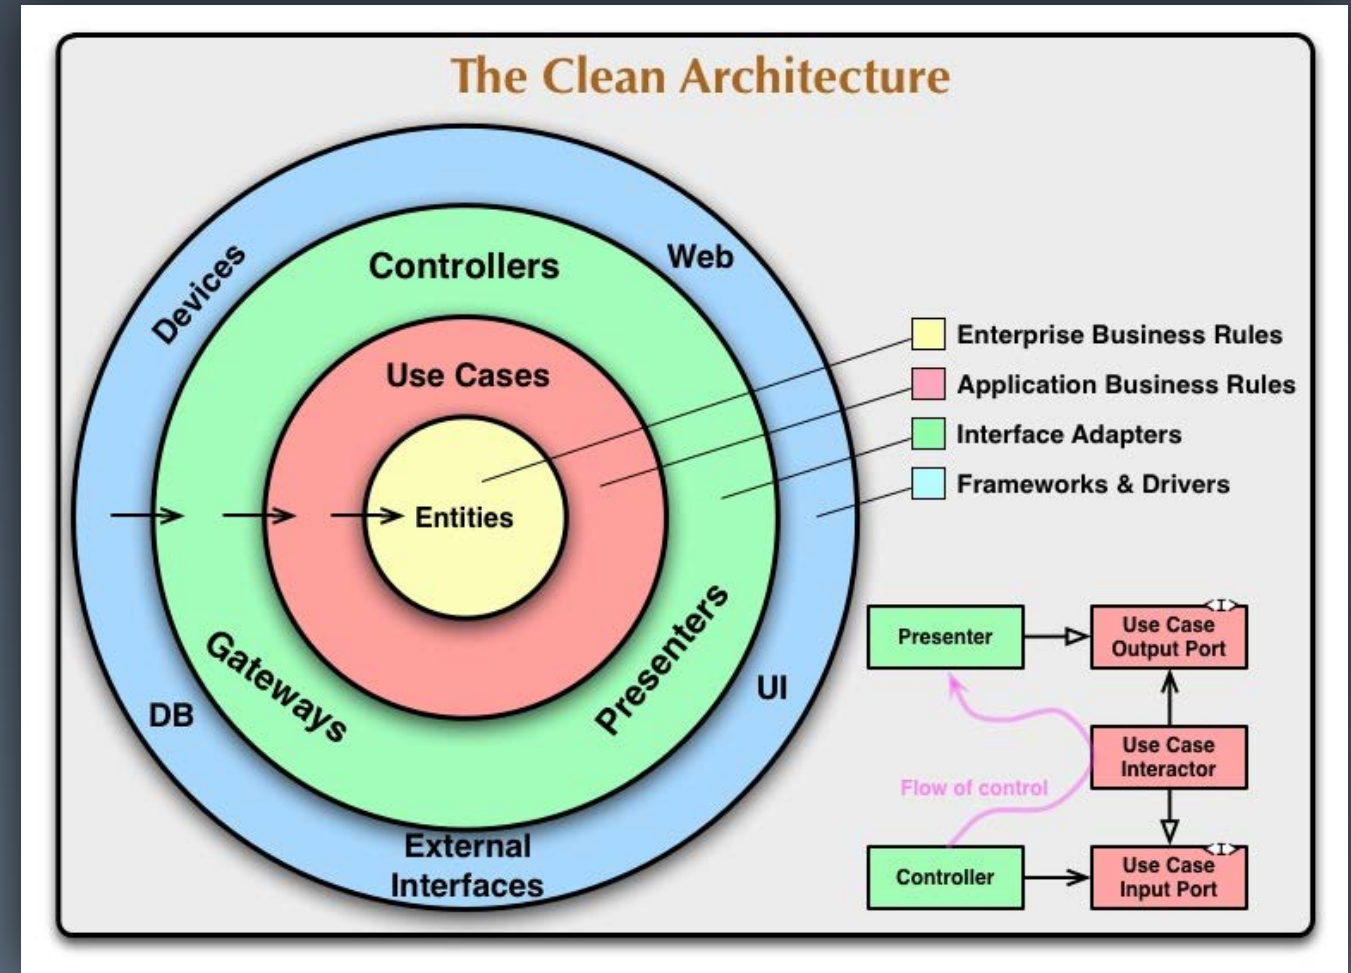 The Clean Architecture
Devices
Controllers
Web
Use Cases
Entities
Gateways
Presenters
DB
UI
External
Interfaces
Enterprise Business Rules
Application Business Rules
Interface Adapters
Frameworks & Drivers
Presenter
<I>
Use Case
Output Port
Use Case
Interactor
Flow of control
Controller
<I>
Use Case
Input Port